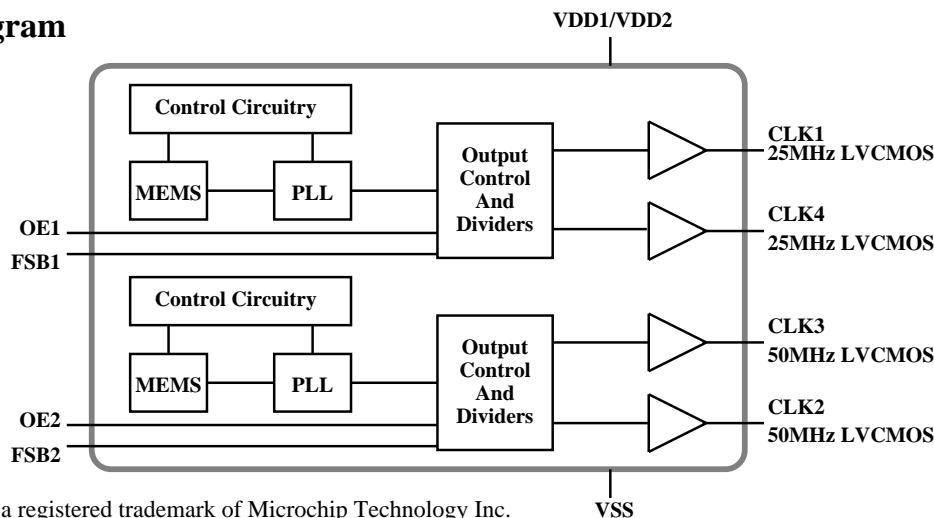 gram
VDD1/VDD2
Control Circuitry
MEMS
PLL
Output
Control
And
Dividers
CLK1
25MHz LVCMOS
CLK4
25MHz LVCMOS
OE1
FSB1
Control Circuitry
MEMS
PLL
Output
Control
And
Dividers
CLK3
50MHz LVCMOS
CLK2
50MHz LVCMOS
OE2
FSB2
a registered trademark of Microchip Technology Inc.
VSS